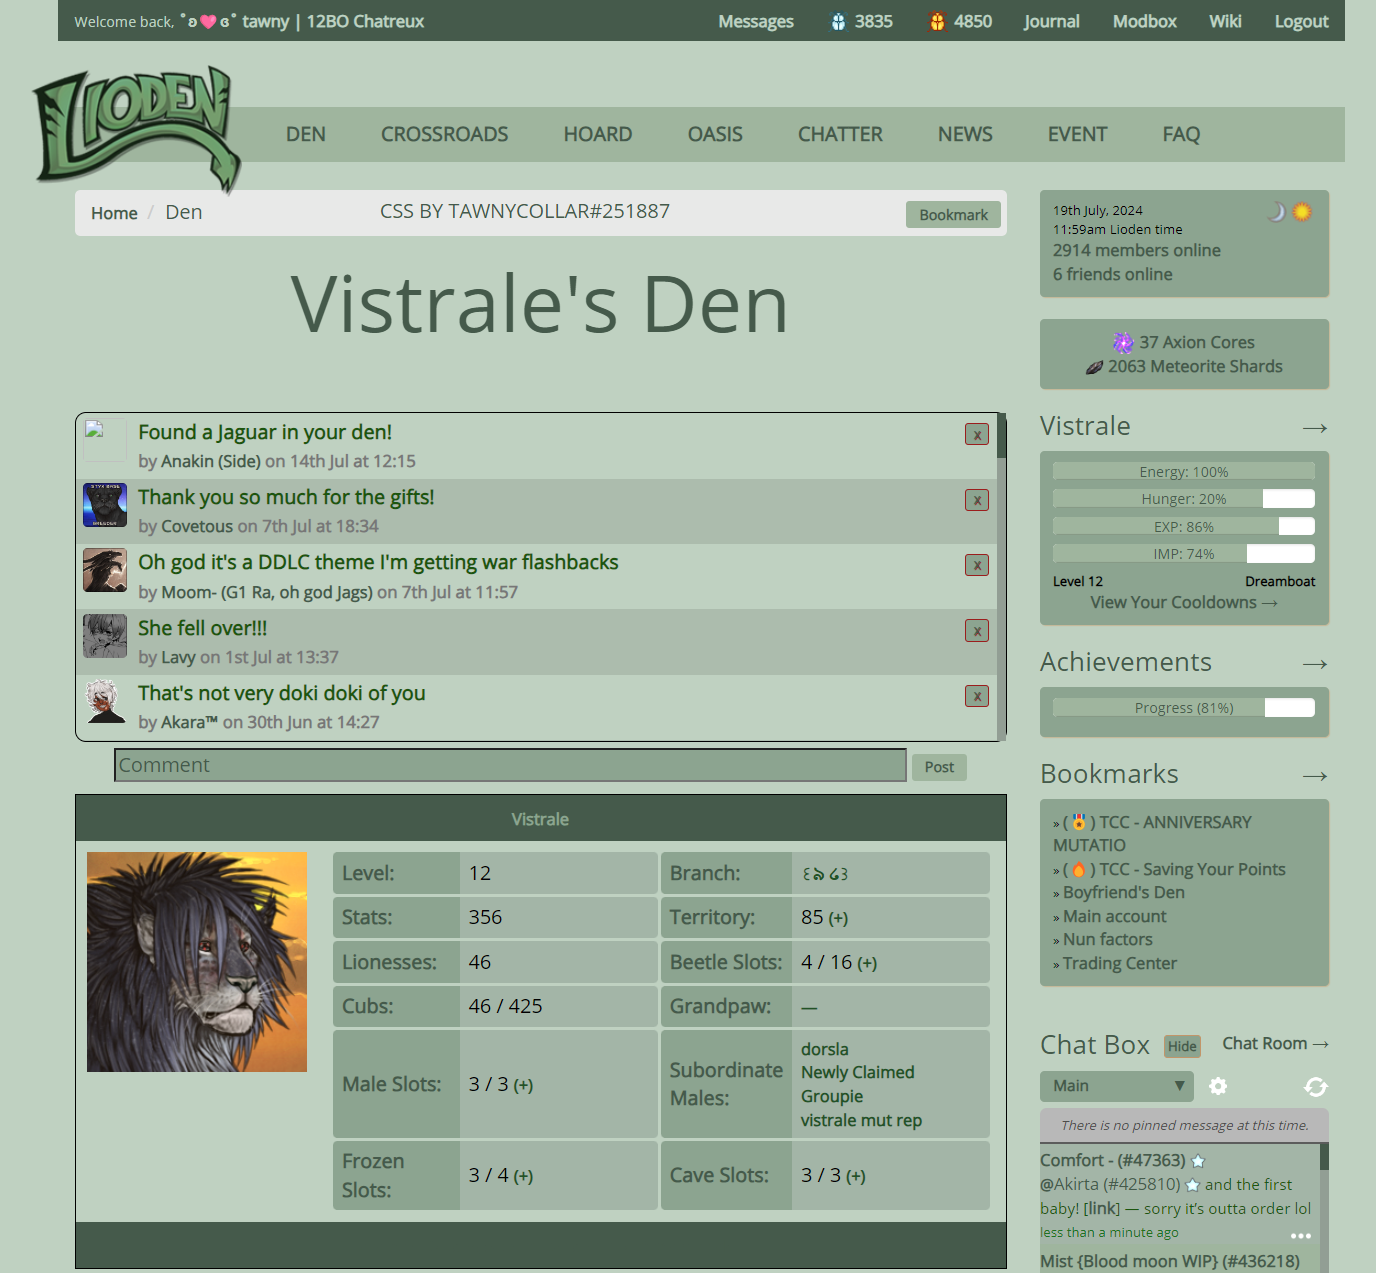 Welcome back, ˚ʚ💗ɞ˚ tawny | 12BO Chatreux
Messages 3835 4850 Journal Modbox Wiki Logout
LIODEN
DEN CROSSROADS HOARD OASIS CHATTER NEWS EVENT FAQ
Home / Den CSS BY TAWNYCOLLAR#251887 Bookmark
Vistrale's Den
Found a Jaguar in your den! x
by Anakin (Side) on 14th Jul at 12:15
Thank you so much for the gifts! x
by Covetous on 7th Jul at 18:34
Oh god it's a DDLC theme I'm getting war flashbacks x
by Moom- (G1 Ra, oh god Jags) on 7th Jul at 11:57
She fell over!!! x
by Lavy on 1st Jul at 13:37
That's not very doki doki of you x
by Akara™ on 30th Jun at 14:27
Comment Post
Vistrale
Level: 12 Branch:
Stats: 356 Territory: 85 (+)
Lionesses: 46 Beetle Slots: 4 / 16 (+)
Cubs: 46 / 425 Grandpaw: —
Male Slots: 3 / 3 (+) Subordinate Males:
dorsla
Newly Claimed
Groupie
vistrale mut rep
Frozen Slots: 3 / 4 (+) Cave Slots: 3 / 3 (+)
19th July, 2024
11:59am Lioden time
2914 members online
6 friends online
37 Axion Cores
2063 Meteorite Shards
Vistrale →
Energy: 100%
Hunger: 20%
EXP: 86%
IMP: 74%
Level 12 Dreamboat
View Your Cooldowns →
Achievements →
Progress (81%)
Bookmarks →
» (🏅) TCC - ANNIVERSARY
MUTATIO
» (🔥) TCC - Saving Your Points
» Boyfriend's Den
» Main account
» Nun factors
» Trading Center
Chat Box Hide Chat Room →
Main ▼
There is no pinned message at this time.
Comfort - (#47363)
@Akirta (#425810) and the first
baby! [link] — sorry it's outta order lol
less than a minute ago •••
Mist {Blood moon WIP} (#436218)